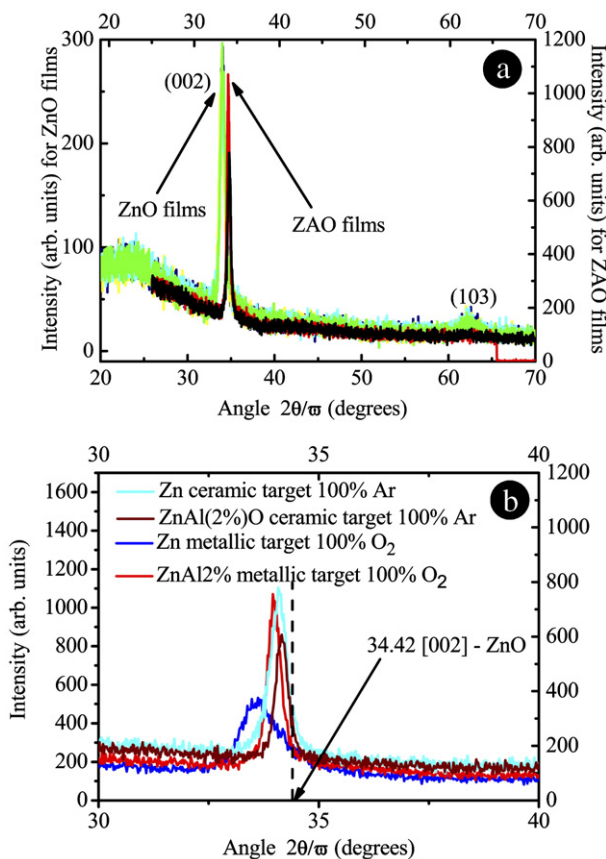 20 30 40 50 60 70
300 1200
a
(002)
1000
200 800
ZnO films ZAO films
600
100 400
(103)
200
0 0
20 30 40 50 60 70
Angle 2θ/ϖ (degrees)
Intensity (arb. units) for ZnO films
Intensity (arb. units) for ZAO films
30 35 40
1600 1200
b
Zn ceramic target 100% Ar
ZnAl(2%)O ceramic target 100% Ar
Zn metallic target 100% O₂
ZnAl2% metallic target 100% O₂
1400 1000
1200
1000 800
800 600
34.42 [002] - ZnO
600 400
400
200 200
0 0
30 35 40
Angle 2θ/ϖ (degrees)
Intensity (arb. units)